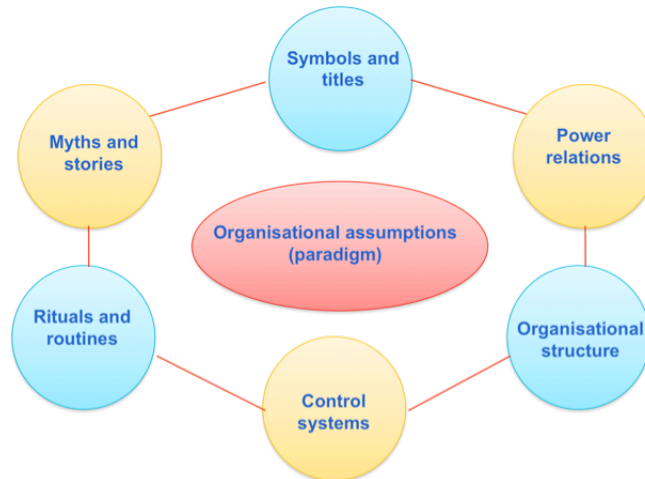 Symbols and
titles
Myths and
stories
Power
relations
Organisational assumptions
(paradigm)
Rituals and
routines
Organisational
structure
Control
systems